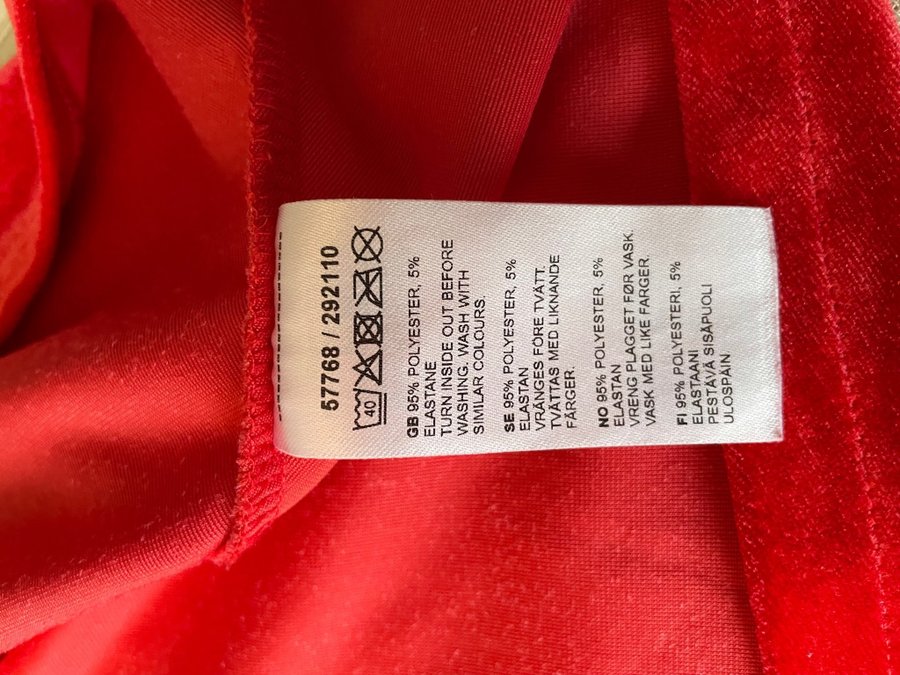 57768 / 292110
40
GB 95% POLYESTER, 5%
ELASTANE
TURN INSIDE OUT BEFORE
WASHING. WASH WITH
SIMILAR COLOURS
SE 95% POLYESTER, 5%
ELASTAN
VRÄNGES FÖRE TVÄTT.
TVÄTTAS MED LIKNANDE
FÄRGER.
NO 95% POLYESTER, 5%
ELASTAN
VRENG PLAGGET FØR VASK.
VASK MED LIKE FARGER.
FI 95% POLYESTERI, 5%
ELASTAANI
PESTÄVÄ SISÄPUOLI
ULOSPÄIN